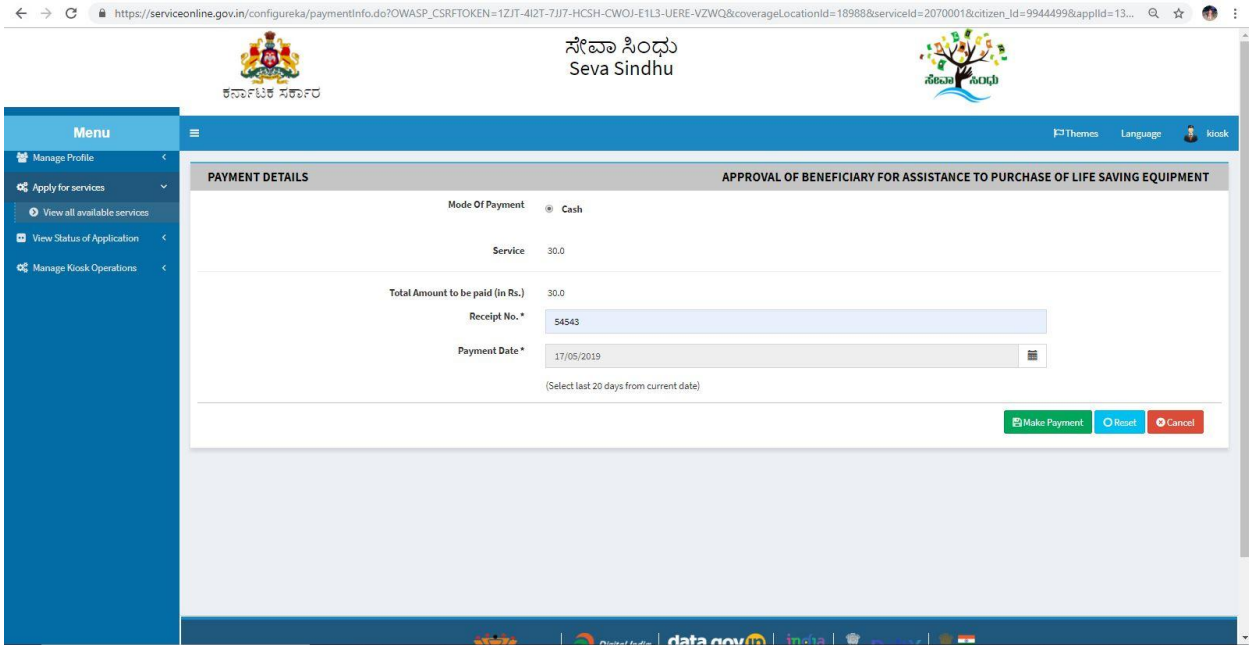 https://serviceonline.gov.in/configureka/paymentInfo.do?OWASP_CSRFTOKEN=1ZJT-4I2T-7JJ7-HCSH-CWOJ-E1L3-UERE-VZWQ&coverageLocationId=18988&serviceId=2070001&citizen_Id=9944499&applId=13...
ಕರ್ನಾಟಕ ಸರ್ಕಾರ
ಸೇವಾ ಸಿಂಧು
Seva Sindhu
ಸೇವಾ ಸಿಂಧು
Menu
Themes Language kiosk
Manage Profile
Apply for services
View all available services
View Status of Application
Manage Kiosk Operations
PAYMENT DETAILS APPROVAL OF BENEFICIARY FOR ASSISTANCE TO PURCHASE OF LIFE SAVING EQUIPMENT
Mode Of Payment Cash
Service 30.0
Total Amount to be paid (in Rs.) 30.0
Receipt No. * 54543
Payment Date * 17/05/2019
(Select last 20 days from current date)
Make Payment Reset Cancel
Digital India data.gov in india